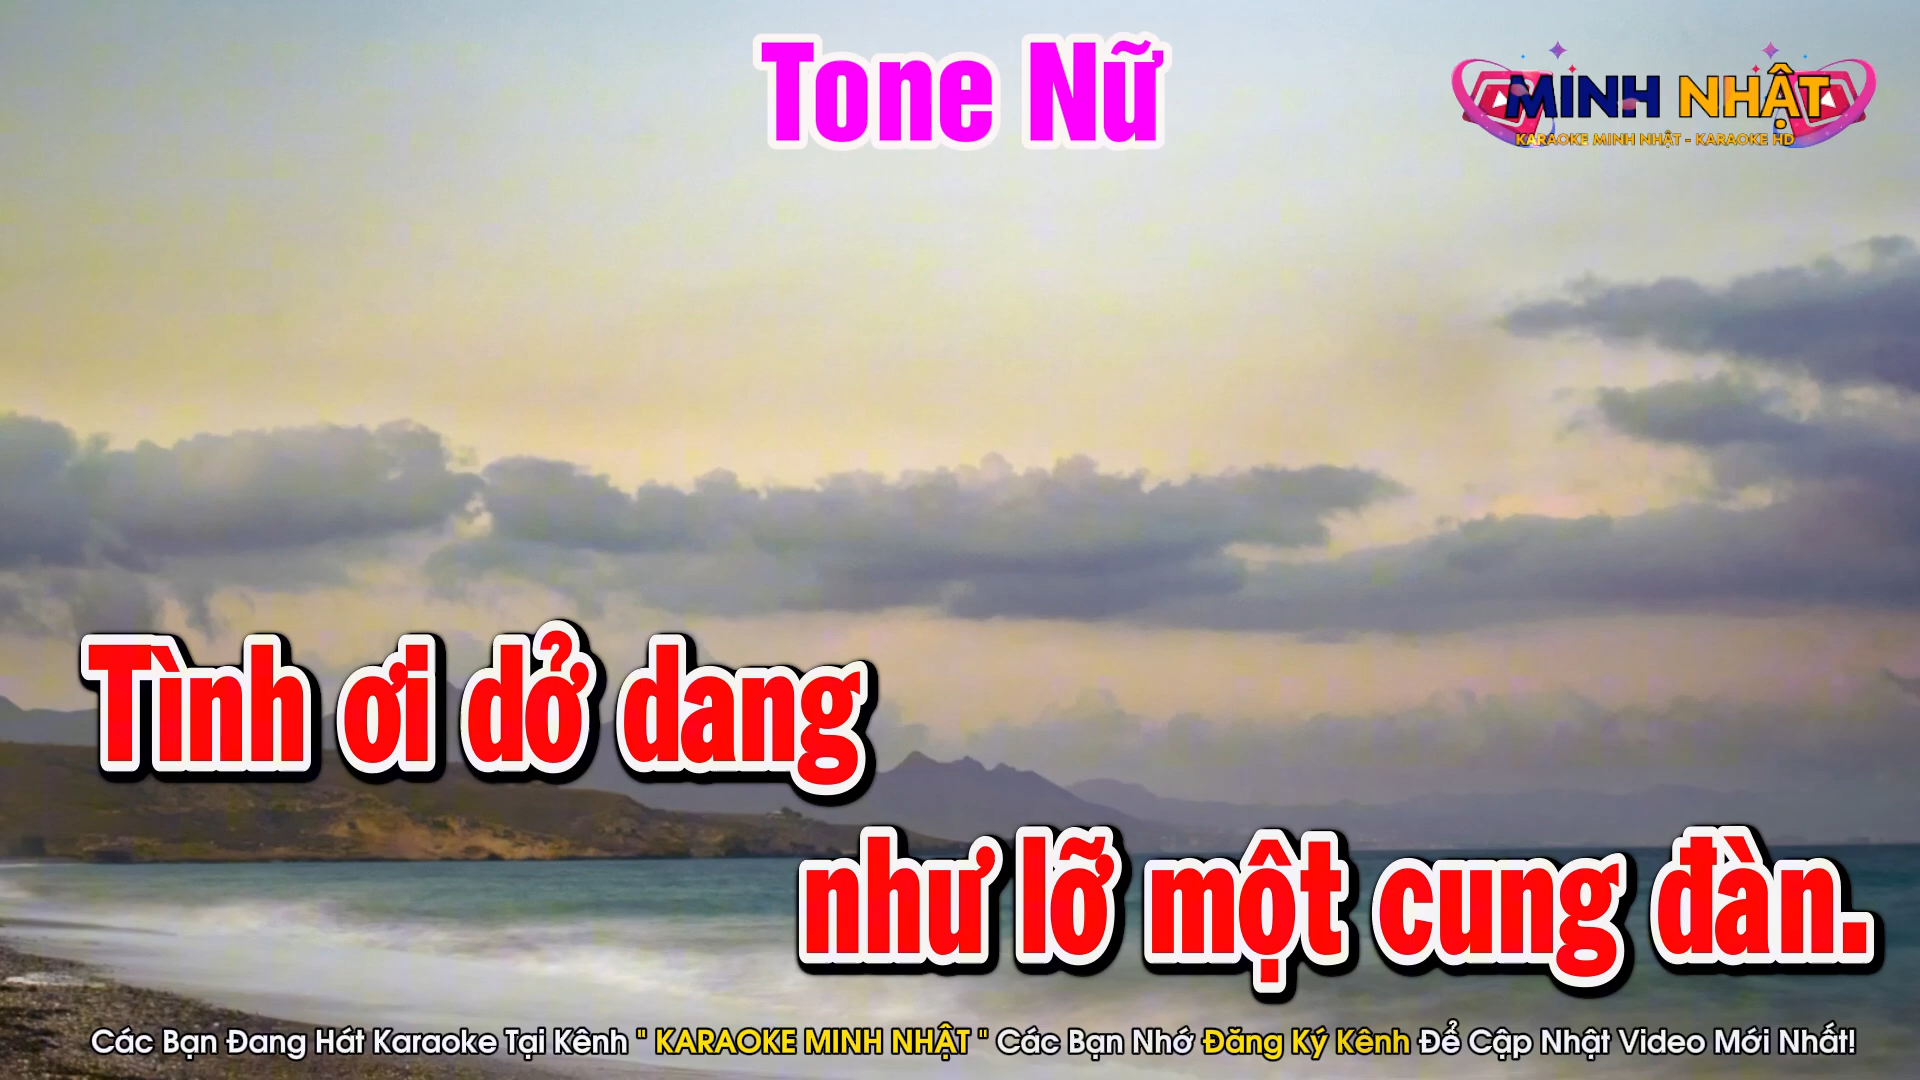 Tone Nữ
MINH NHẬT
KARAOKE MINH NHẬT - KARAOKE HD
Tình ơi dở dang
như lỡ một cung đàn.
Các Bạn Đang Hát Karaoke Tại Kênh " KARAOKE MINH NHẬT " Các Bạn Nhớ Đăng Ký Kênh Để Cập Nhật Video Mới Nhất!